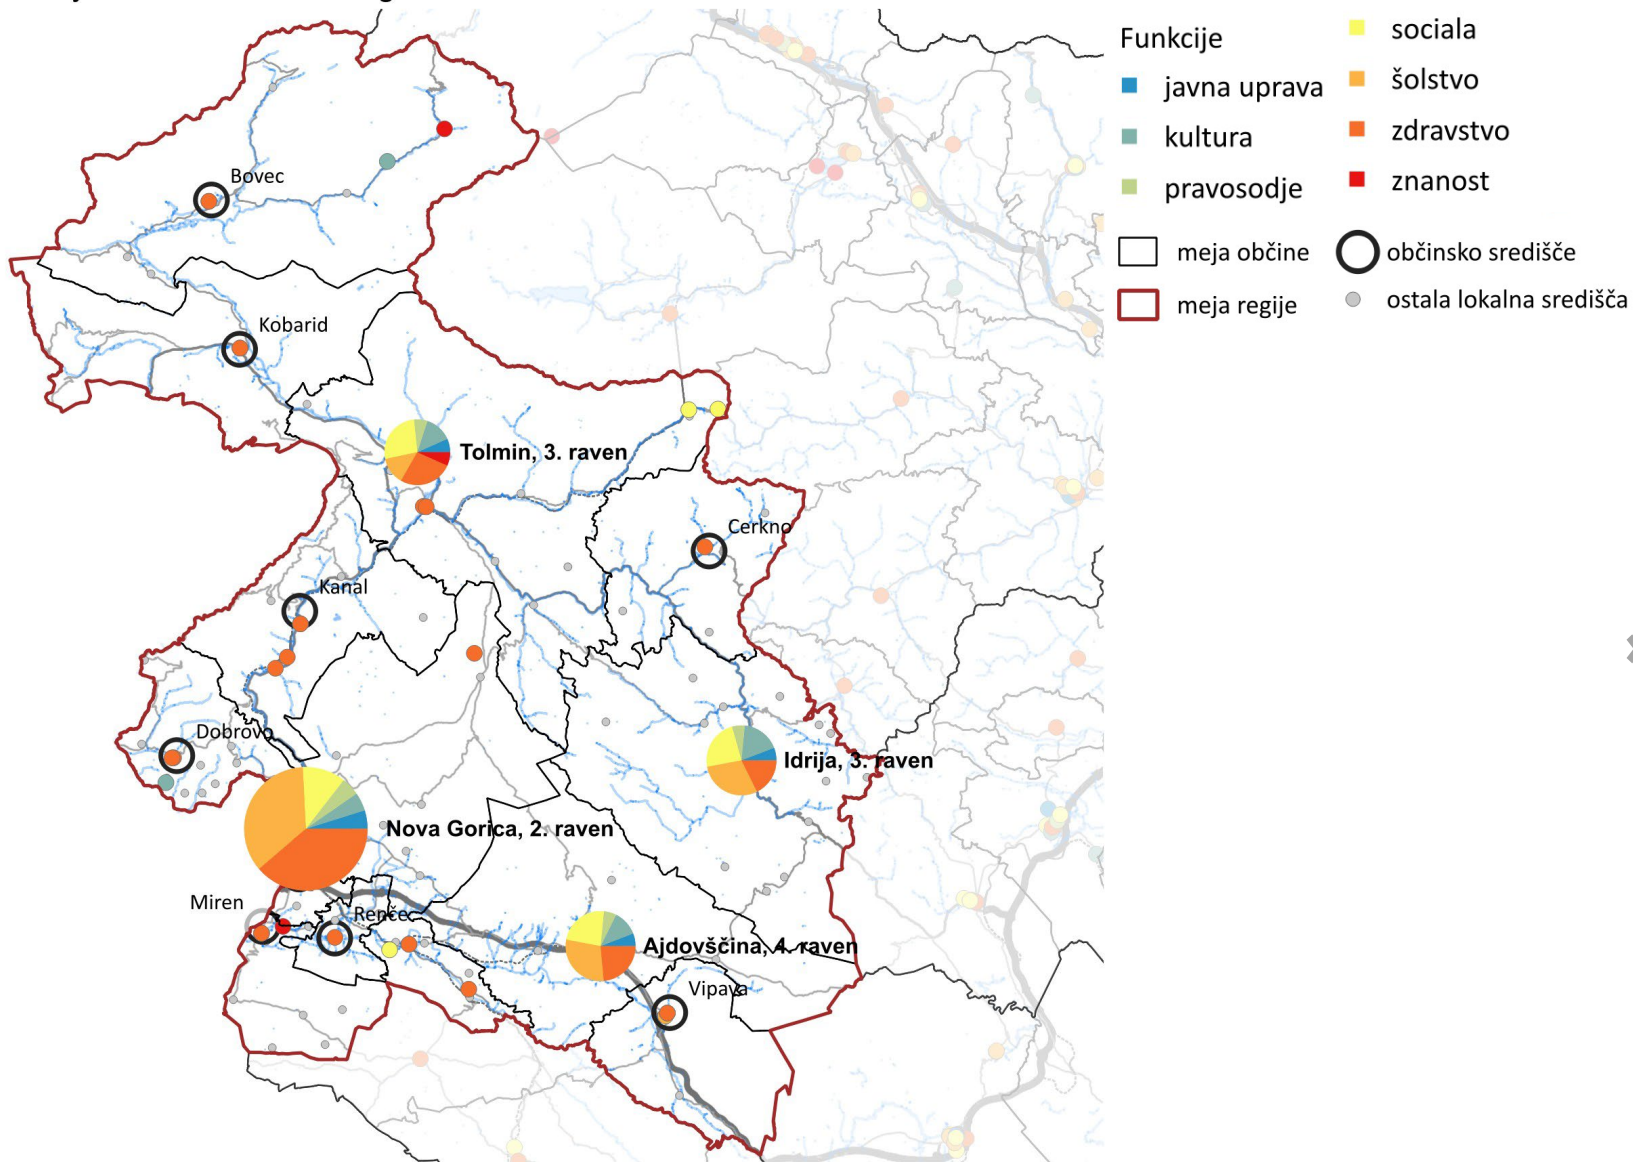 Funkcije
javna uprava
kultura
pravosodje
sociala
šolstvo
zdravstvo
znanost
meja občine
meja regije
občinsko središče
ostala lokalna središča
Bovec
Kobarid
Tolmin, 3. raven
Cerkno
Kanal
Dobrovo
Idrija, 3. raven
Nova Gorica, 2. raven
Miren
Renče
Ajdovščina, 4. raven
Vipava